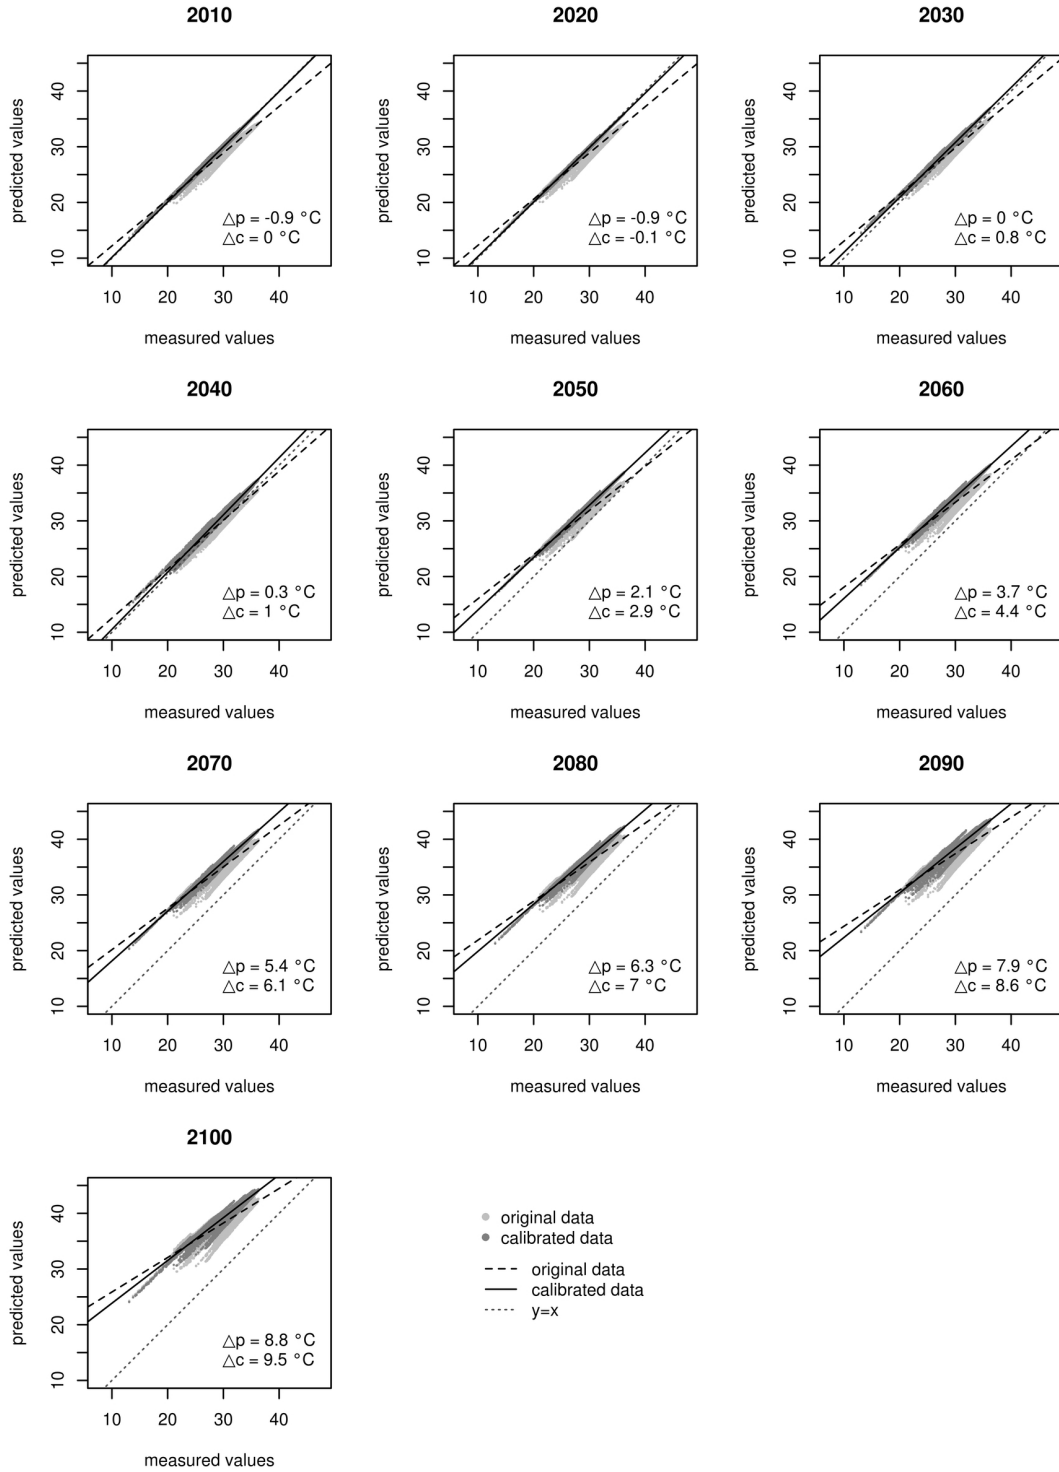 2010
predicted values
10 20 30 40
△p = -0.9 °C
△c = 0 °C
10 20 30 40
measured values
2020
predicted values
10 20 30 40
△p = -0.9 °C
△c = -0.1 °C
10 20 30 40
measured values
2030
predicted values
10 20 30 40
△p = 0 °C
△c = 0.8 °C
10 20 30 40
measured values
2040
predicted values
10 20 30 40
△p = 0.3 °C
△c = 1 °C
10 20 30 40
measured values
2050
predicted values
10 20 30 40
△p = 2.1 °C
△c = 2.9 °C
10 20 30 40
measured values
2060
predicted values
10 20 30 40
△p = 3.7 °C
△c = 4.4 °C
10 20 30 40
measured values
2070
predicted values
10 20 30 40
△p = 5.4 °C
△c = 6.1 °C
10 20 30 40
measured values
2080
predicted values
10 20 30 40
△p = 6.3 °C
△c = 7 °C
10 20 30 40
measured values
2090
predicted values
10 20 30 40
△p = 7.9 °C
△c = 8.6 °C
10 20 30 40
measured values
2100
predicted values
10 20 30 40
△p = 8.8 °C
△c = 9.5 °C
10 20 30 40
measured values
original data
calibrated data
original data
calibrated data
y=x